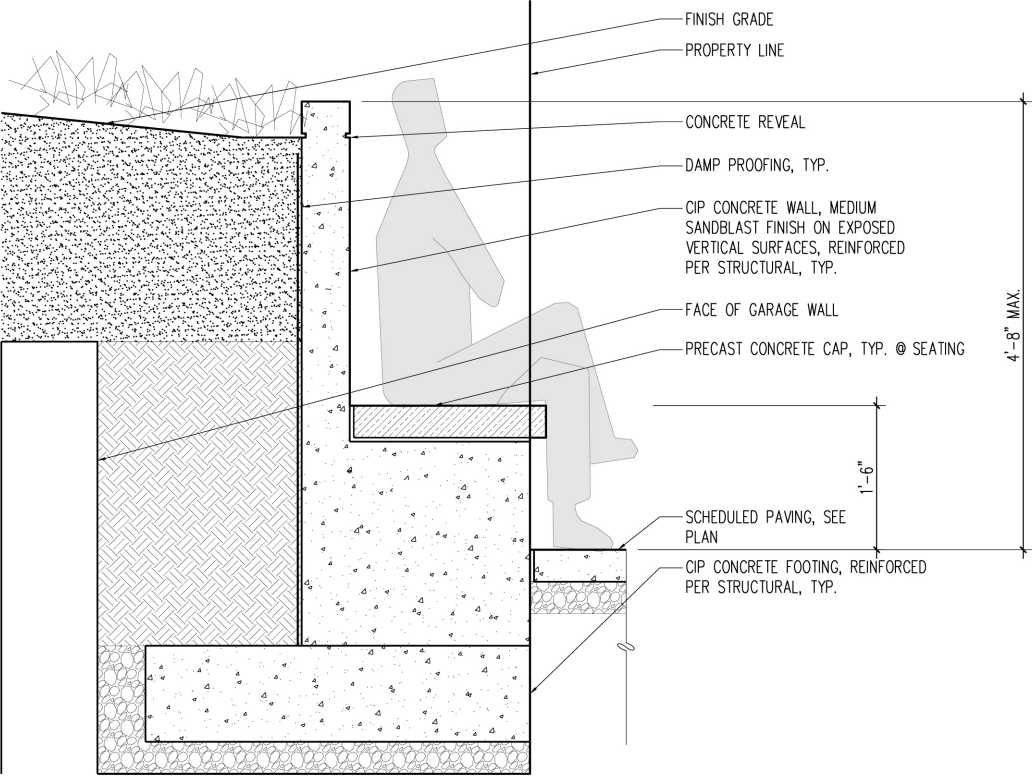 FINISH GRADE
PROPERTY LINE
CONCRETE REVEAL
DAMP PROOFING, TYP.
CIP CONCRETE WALL, MEDIUM
SANDBLAST FINISH ON EXPOSED
VERTICAL SURFACES, REINFORCED
PER STRUCTURAL, TYP.
FACE OF GARAGE WALL
PRECAST CONCRETE CAP, TYP. @ SEATING
4'-8" MAX.
1'-6"
SCHEDULED PAVING, SEE
PLAN
CIP CONCRETE FOOTING, REINFORCED
PER STRUCTURAL, TYP.